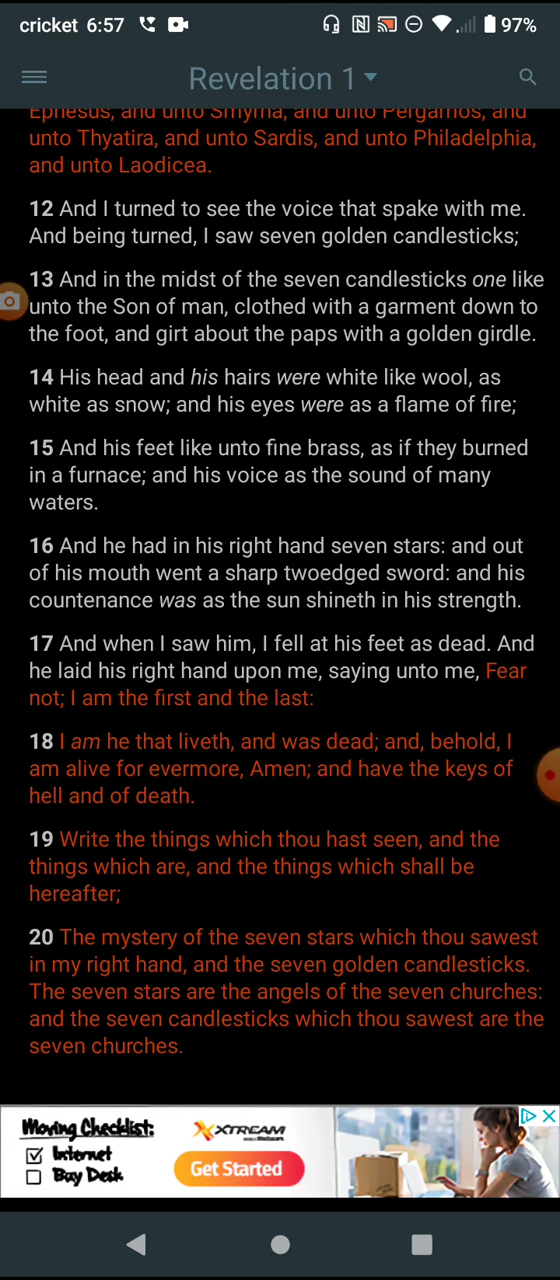 cricket 6:57 97%
Revelation 1
Ephesus, and unto Smyrna, and unto Pergamos, and
unto Thyatira, and unto Sardis, and unto Philadelphia,
and unto Laodicea.
12 And I turned to see the voice that spake with me.
And being turned, I saw seven golden candlesticks;
13 And in the midst of the seven candlesticks one like
unto the Son of man, clothed with a garment down to
the foot, and girt about the paps with a golden girdle.
14 His head and his hairs were white like wool, as
white as snow; and his eyes were as a flame of fire;
15 And his feet like unto fine brass, as if they burned
in a furnace; and his voice as the sound of many
waters.
16 And he had in his right hand seven stars: and out
of his mouth went a sharp twoedged sword: and his
countenance was as the sun shineth in his strength.
17 And when I saw him, I fell at his feet as dead. And
he laid his right hand upon me, saying unto me, Fear
not; I am the first and the last:
18 I am he that liveth, and was dead; and, behold, I
am alive for evermore, Amen; and have the keys of
hell and of death.
19 Write the things which thou hast seen, and the
things which are, and the things which shall be
hereafter;
20 The mystery of the seven stars which thou sawest
in my right hand, and the seven golden candlesticks.
The seven stars are the angels of the seven churches:
and the seven candlesticks which thou sawest are the
seven churches.
Moving Checklist:
Internet
Buy Desk
XTREAM
Get Started